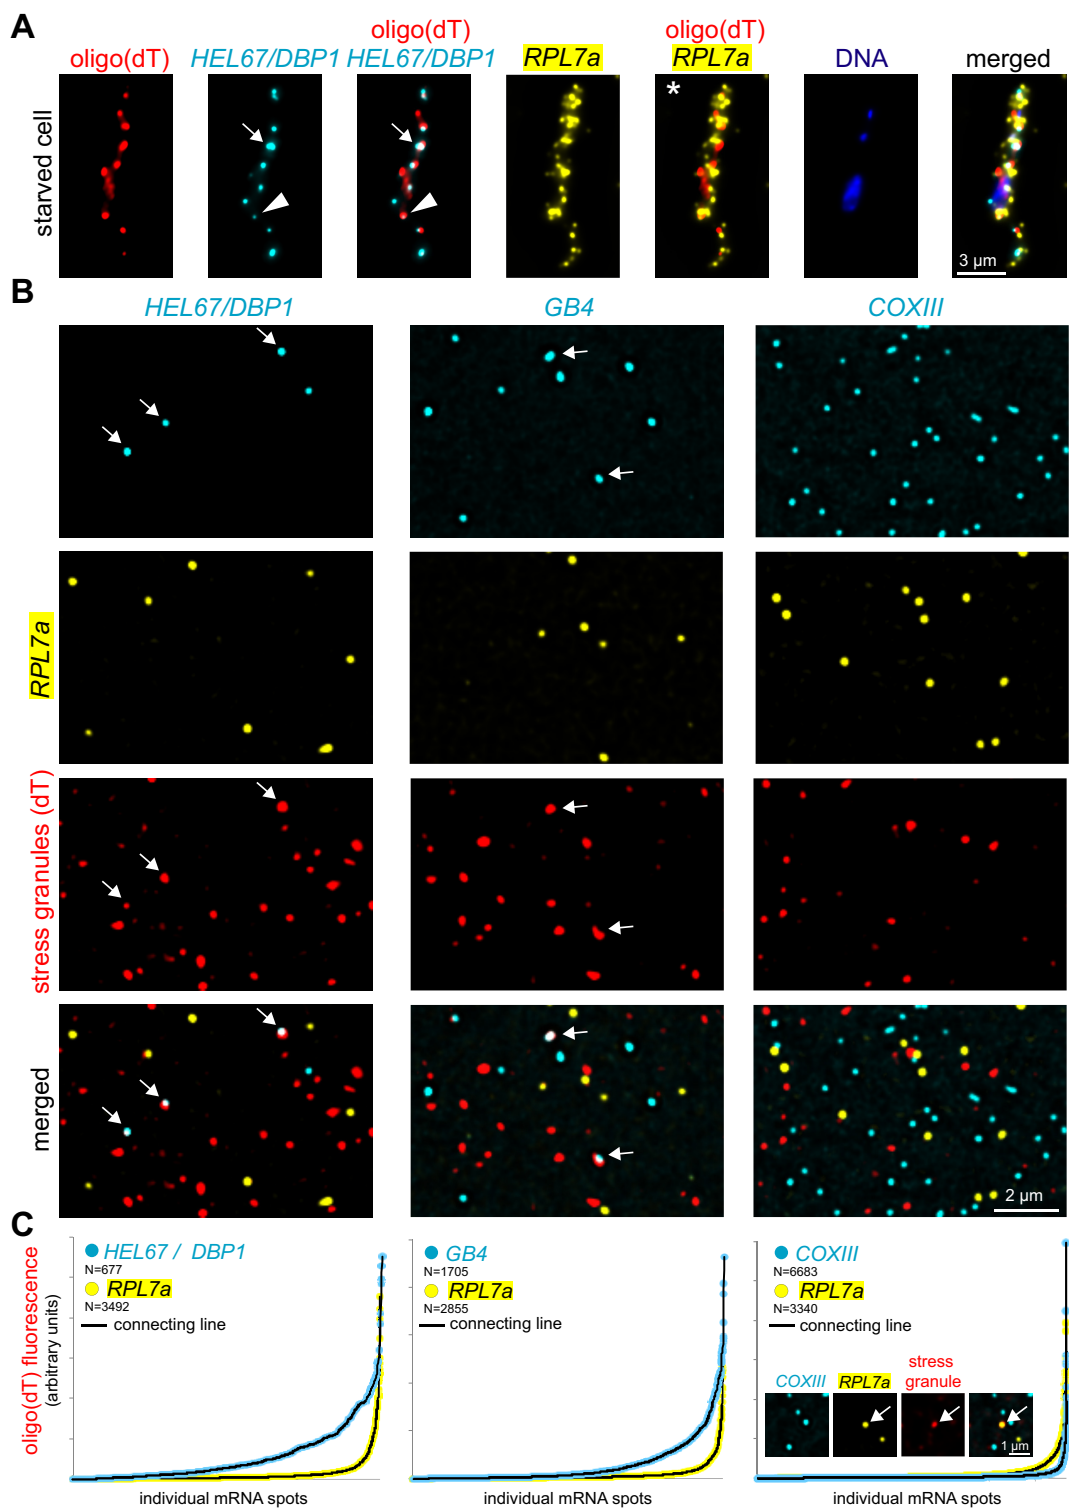 A
oligo(dT)
HEL67/DBP1
oligo(dT)
HEL67/DBP1
RPL7a
oligo(dT)
RPL7a
DNA
merged
starved cell
*
3 µm
B
HEL67/DBP1
GB4
COXIII
RPL7a
stress granules (dT)
merged
2 µm
C
oligo(dT) fluorescence
(arbitrary units)
HEL67 / DBP1
N=677
RPL7a
N=3492
connecting line
individual mRNA spots
GB4
N=1705
RPL7a
N=2855
connecting line
individual mRNA spots
COXIII
N=6683
RPL7a
N=3340
connecting line
COXIII
RPL7a
stress
granule
1 µm
individual mRNA spots